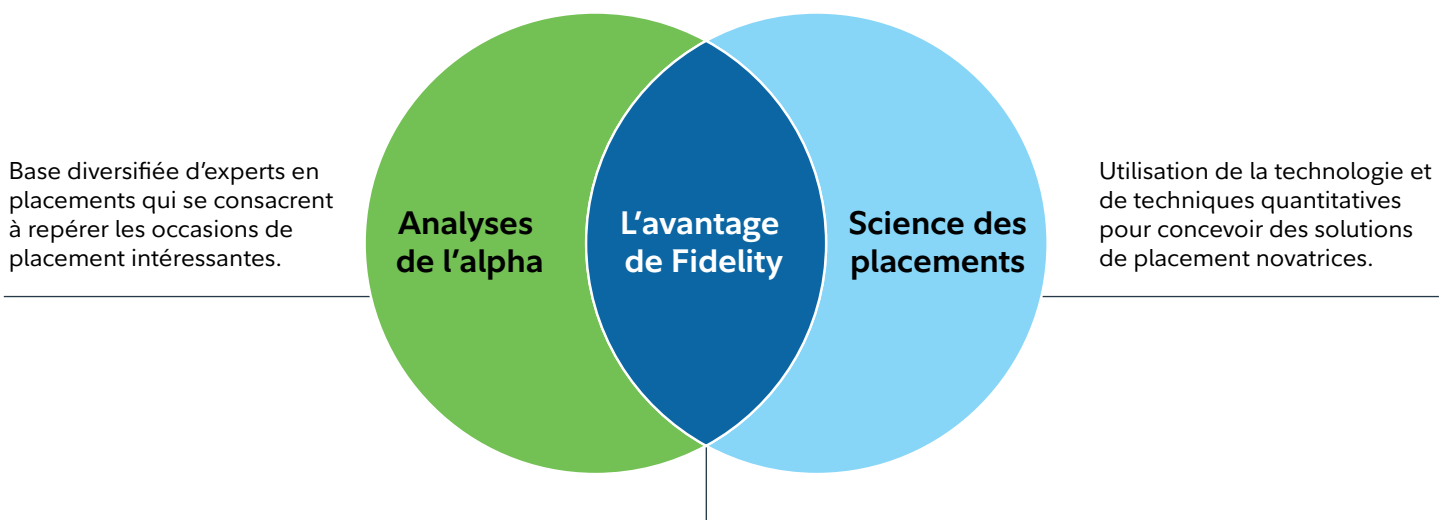 Base diversifiée d'experts en
placements qui se consacrent
à repérer les occasions de
placement intéressantes.
Analyses
de l'alpha
L'avantage
de Fidelity
Science des
placements
Utilisation de la technologie et
de techniques quantitatives
pour concevoir des solutions
de placement novatrices.